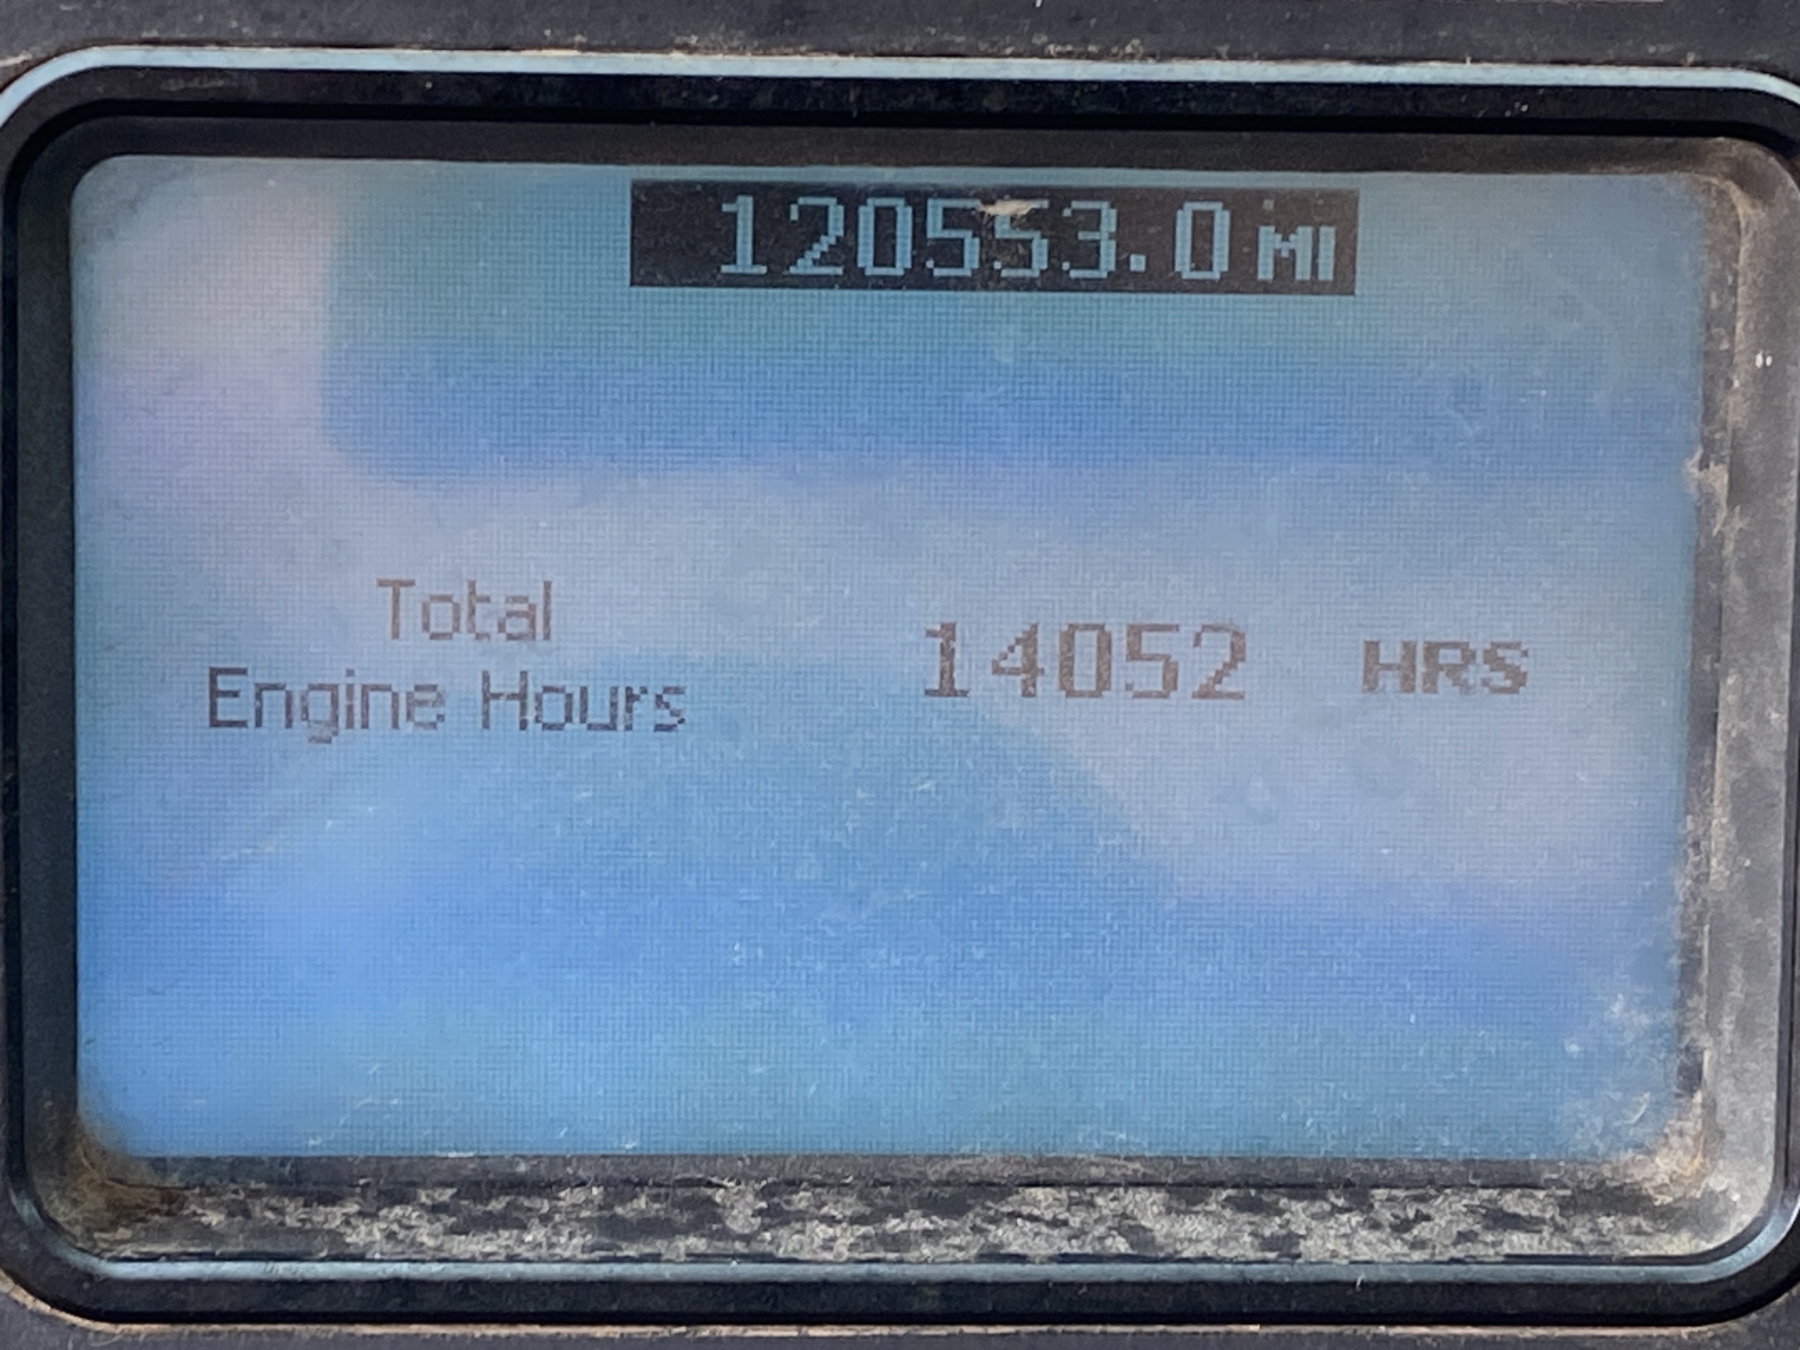 120553.0 MI
Total
Engine Hours
14052 HRS